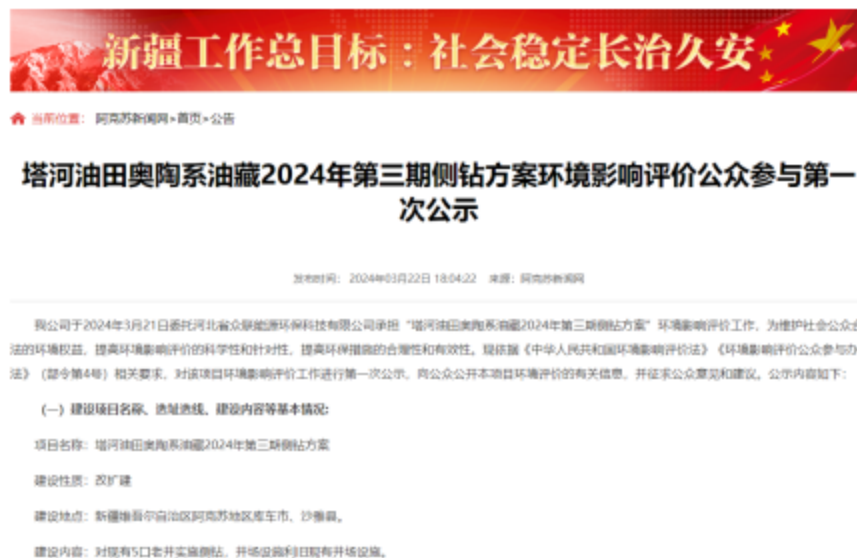 新疆工作总目标：社会稳定长治久安
当前位置： 阿克苏新闻网»首页»公告
塔河油田奥陶系油藏2024年第三期侧钻方案环境影响评价公众参与第一
次公示
发布时间： 2024年03月22日 18:04:22 来源：阿克苏新闻网
我公司于2024年3月21日委托河北省众联能源环保科技有限公司承担“塔河油田奥陶系油藏2024年第三期侧钻方案”环境影响评价工作，为维护社会公众合
法的环境权益，提高环境影响评价的科学性和针对性，提高环保措施的合理性和有效性。现依据《中华人民共和国环境影响评价法》《环境影响评价公众参与办
法》（部令第4号）相关要求，对该项目环境影响评价工作进行第一次公示，向公众公开本项目环境评价的有关信息，并征求公众意见和建议。公示内容如下：
（一）建设项目名称、选址选线、建设内容等基本情况:
项目名称：塔河油田奥陶系油藏2024年第三期侧钻方案
建设性质：改扩建
建设地点：新疆维吾尔自治区阿克苏地区库车市、沙雅县。
建设内容：对现有5口老井实施侧钻，井场设施利旧现有井场设施。